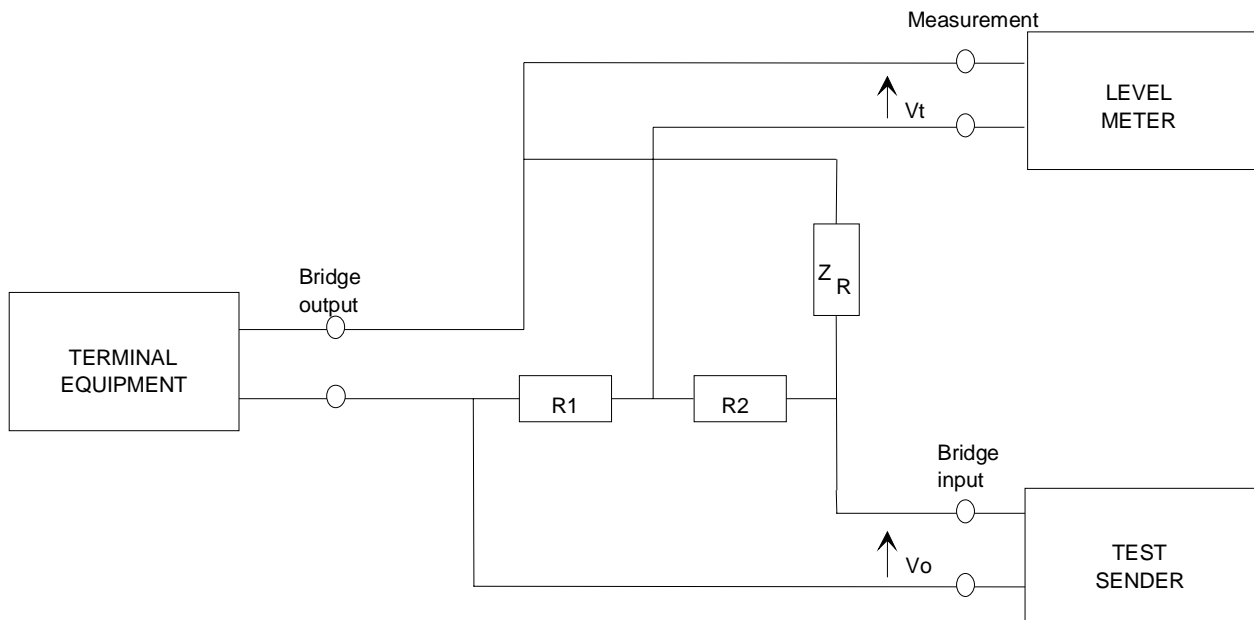 Measurement
LEVEL
METER
Vt
Z
R
Bridge
output
TERMINAL
EQUIPMENT
R1
R2
Bridge
input
Vo
TEST
SENDER